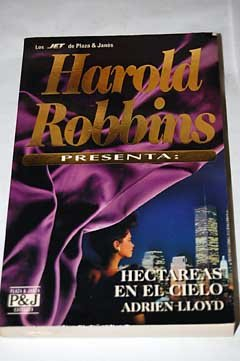 Los JET de Plaza & Janés
Harold
Robbins
PRESENTA:
HECTAREAS
EN EL CIELO
ADRIEN LLOYD
PLAZA & JANES
P&J
EDITORES